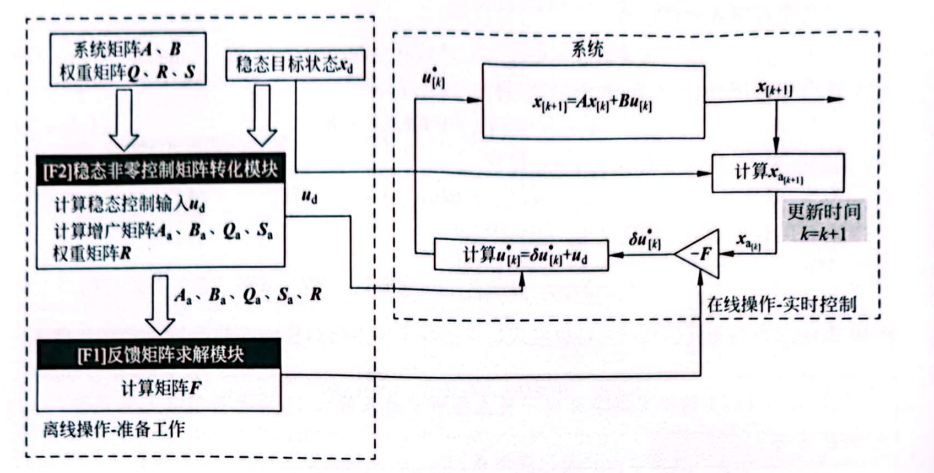 系统矩阵A、B
权重矩阵Q、R、S
稳态目标状态x_d
[F2]稳态非零控制矩阵转化模块
计算稳态控制输入u_d
计算增广矩阵A_a、B_a、Q_a、S_a
权重矩阵R
u_d
A_a、B_a、Q_a、S_a、R
[F1]反馈矩阵求解模块
计算矩阵F
离线操作-准备工作
系统
u*_[k]
x_[k+1]=Ax_[k]+Bu_[k]
x_[k+1]
计算x_a[k+1]
更新时间
k=k+1
x_a[k]
-F
δu*_[k]
计算u*_[k]=δu*_[k]+u_d
在线操作-实时控制